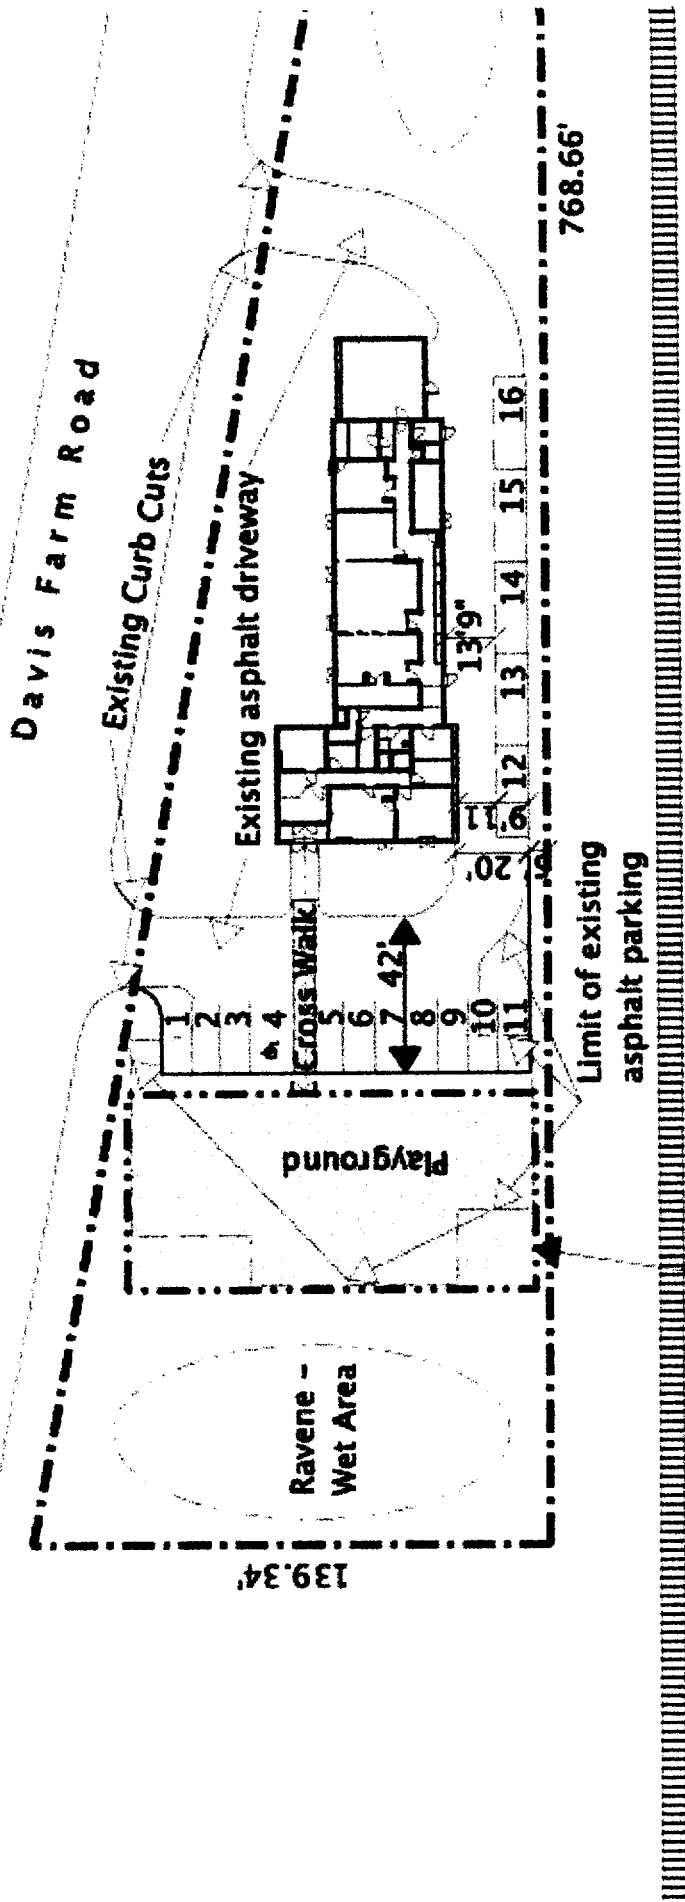 Davis Farm Road
Existing Curb Cuts
Existing asphalt driveway
768.66'
16
15
14
13
12
13'9"
11'9"
20'
42'
Cross Walk
1
2
3
4
5
6
7
8
9
10
11
Limit of existing
asphalt parking
Playground
Ravene -
Wet Area
139.34'